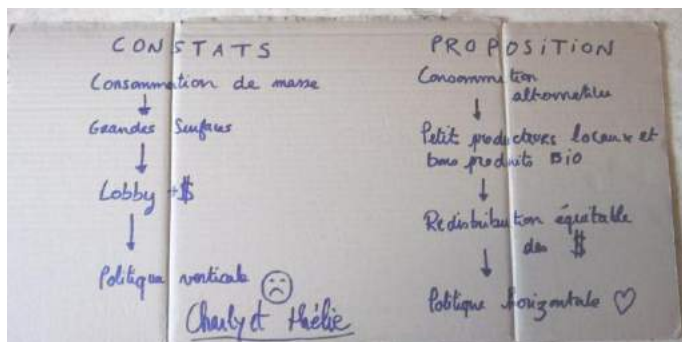 CONSTATS
Consommation de masse
↓
Grandes Surfaces
↓
Lobby + $
↓
Politique verticale ☹
Charly et Thélie
PROPOSITION
Consommation
alternative
↓
Petit producteurs locaux et
bons produits BIO
↓
Redistribution équitable
des $
↓
Politique horizontale ♡